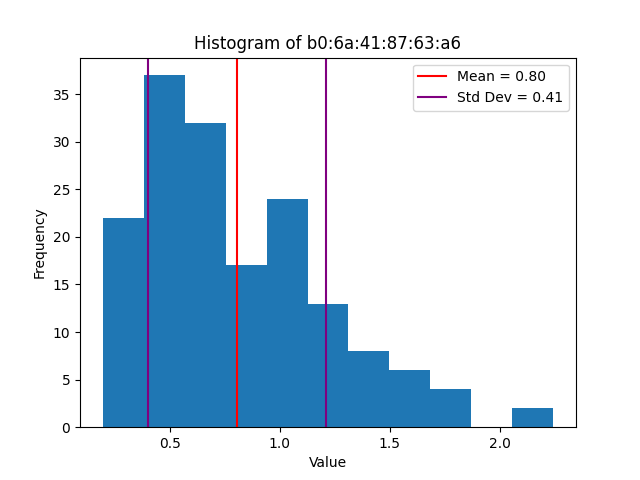 Histogram of b0:6a:41:87:63:a6
Mean = 0.80
Std Dev = 0.41
Frequency
35
30
25
20
15
10
5
0
0.5 1.0 1.5 2.0
Value